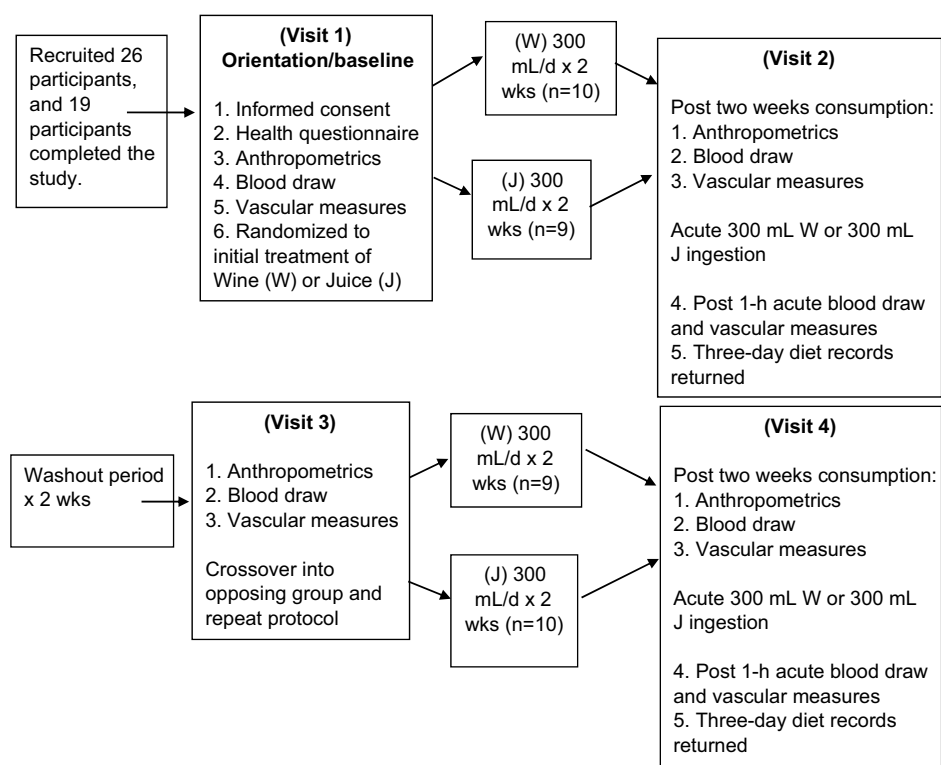 Recruited 26
participants,
and 19
participants
completed the
study.
(Visit 1)
Orientation/baseline
1. Informed consent
2. Health questionnaire
3. Anthropometrics
4. Blood draw
5. Vascular measures
6. Randomized to
initial treatment of
Wine (W) or Juice (J)
(W) 300
mL/d x 2
wks (n=10)
(J) 300
mL/d x 2
wks (n=9)
(Visit 2)
Post two weeks consumption:
1. Anthropometrics
2. Blood draw
3. Vascular measures
Acute 300 mL W or 300 mL
J ingestion
4. Post 1-h acute blood draw
and vascular measures
5. Three-day diet records
returned
Washout period
x 2 wks
(Visit 3)
1. Anthropometrics
2. Blood draw
3. Vascular measures
Crossover into
opposing group and
repeat protocol
(W) 300
mL/d x 2
wks (n=9)
(J) 300
mL/d x 2
wks (n=10)
(Visit 4)
Post two weeks consumption:
1. Anthropometrics
2. Blood draw
3. Vascular measures
Acute 300 mL W or 300 mL
J ingestion
4. Post 1-h acute blood draw
and vascular measures
5. Three-day diet records
returned